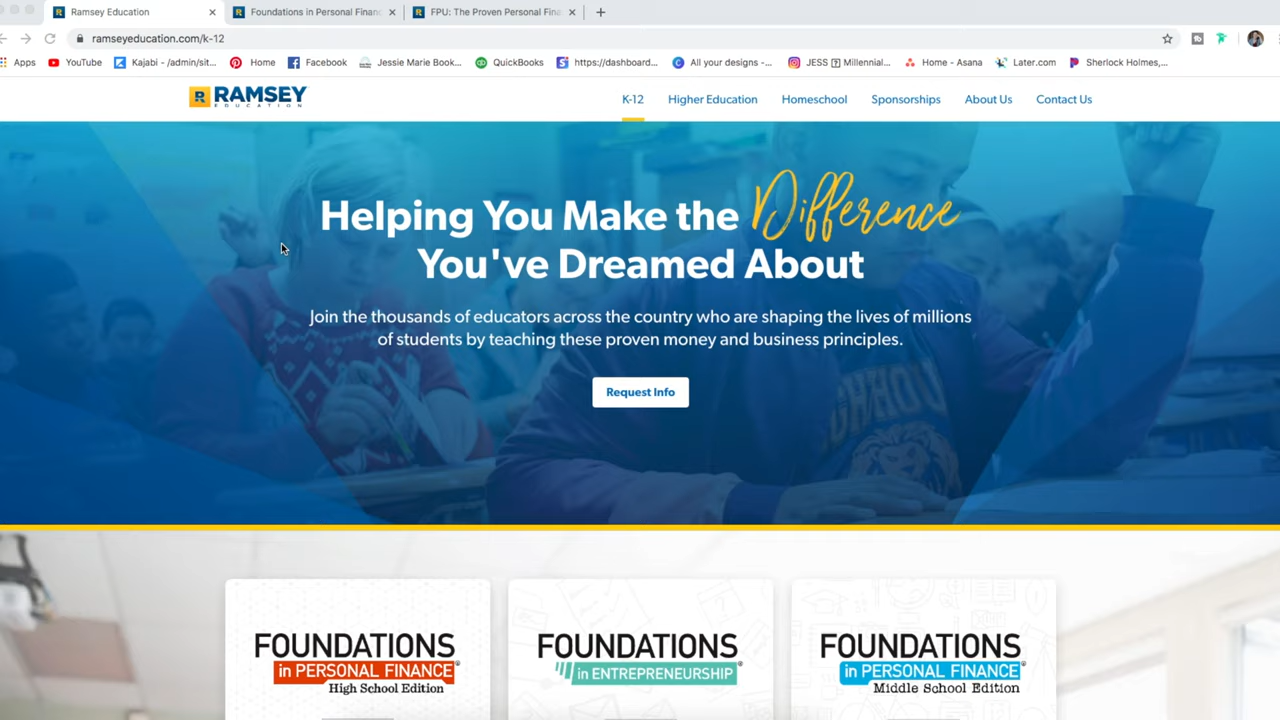 Ramsey Education
Foundations in Personal Financ
FPU: The Proven Personal Fina
ramseyeducation.com/k-12
Apps
YouTube
Kajabi - /admin/sit...
Home
Facebook
Jessie Marie Book...
QuickBooks
https://dashboard...
All your designs -...
JESS ? Millennial...
Home - Asana
Later.com
Sherlock Holmes,...
R RAMSEY
EDUCATION
K-12
Higher Education
Homeschool
Sponsorships
About Us
Contact Us
Helping You Make the Difference
You've Dreamed About
Join the thousands of educators across the country who are shaping the lives of millions
of students by teaching these proven money and business principles.
Request Info
FOUNDATIONS
in PERSONAL FINANCE®
High School Edition
FOUNDATIONS
in ENTREPRENEURSHIP®
FOUNDATIONS
in PERSONAL FINANCE®
Middle School Edition